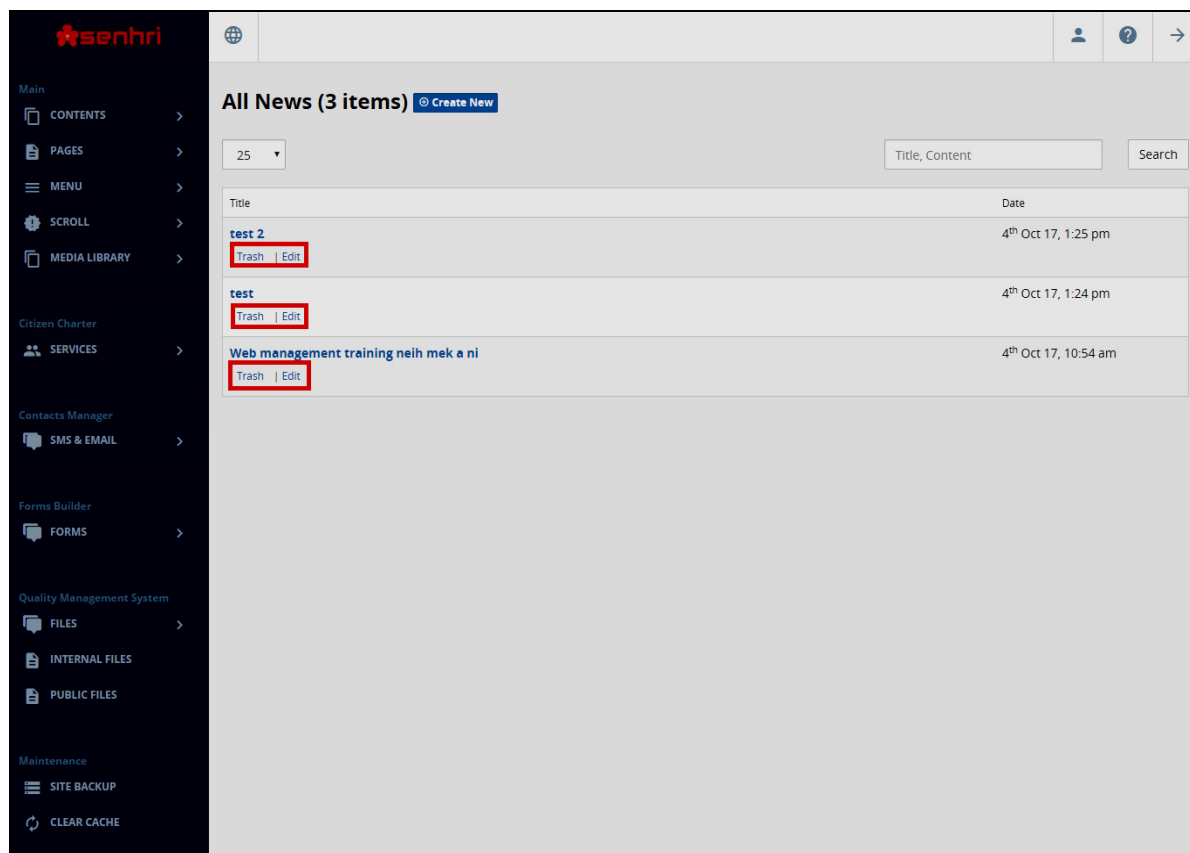 senhri
Main
CONTENTS
PAGES
MENU
SCROLL
MEDIA LIBRARY
Citizen Charter
SERVICES
Contacts Manager
SMS & EMAIL
Forms Builder
FORMS
Quality Management System
FILES
INTERNAL FILES
PUBLIC FILES
Maintenance
SITE BACKUP
CLEAR CACHE
All News (3 items) Create New
25 Title, Content Search
Title Date
test 2 4th Oct 17, 1:25 pm
Trash | Edit
test 4th Oct 17, 1:24 pm
Trash | Edit
Web management training neih mek a ni 4th Oct 17, 10:54 am
Trash | Edit